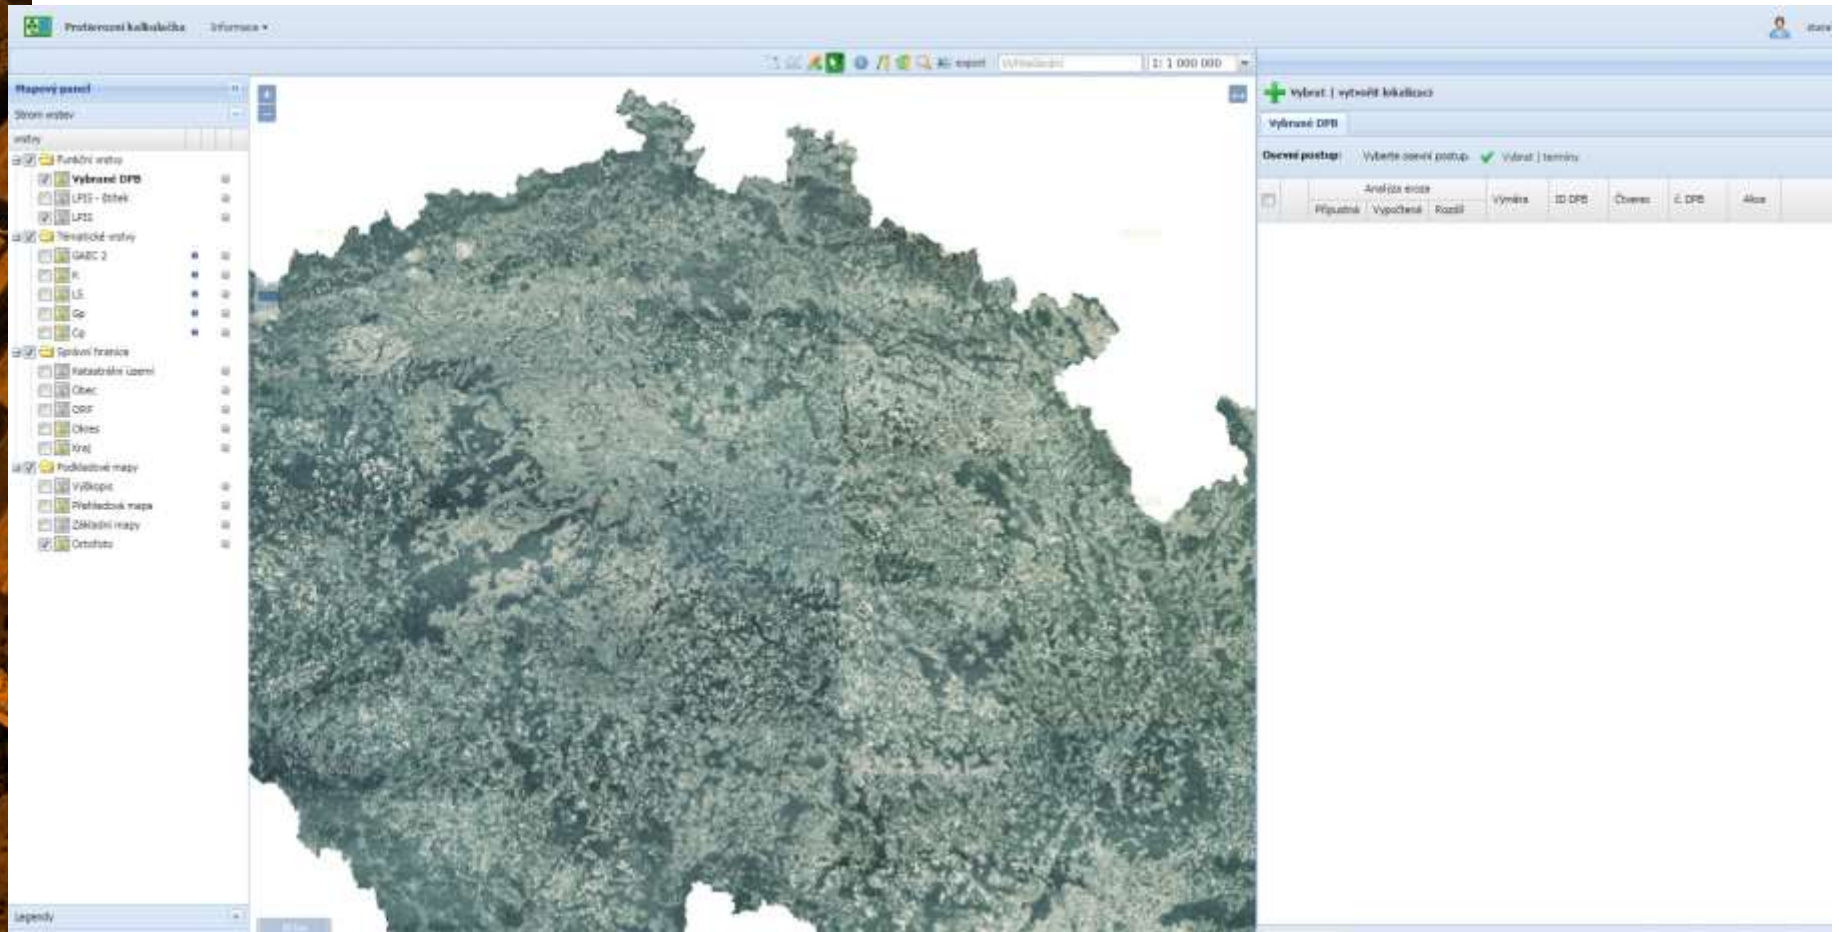 Protierozní kalkulačka Informace
export Vyhledávání 1: 1 000 000
Mapový panel
Strom vrstev
vrstvy
Funkční vrstvy
Vybrané DPB
LPIS - štítek
LPIS
Tématické vrstvy
GAEC 2
K
LS
Gp
Cp
Správní hranice
Katastrální území
Obec
ORP
Okres
Kraj
Podkladové mapy
Výškopis
Přehledová mapa
Základní mapy
Ortofoto
Legendy
Vybrat | vytvořit lokalizaci
Vybrané DPB
Osevní postup: Vyberte osevní postup Vybrat | termíny
Analýza eroze
Přípustná Vypočtená Rozdíl Výměra ID DPB Čtverec č. DPB Akce